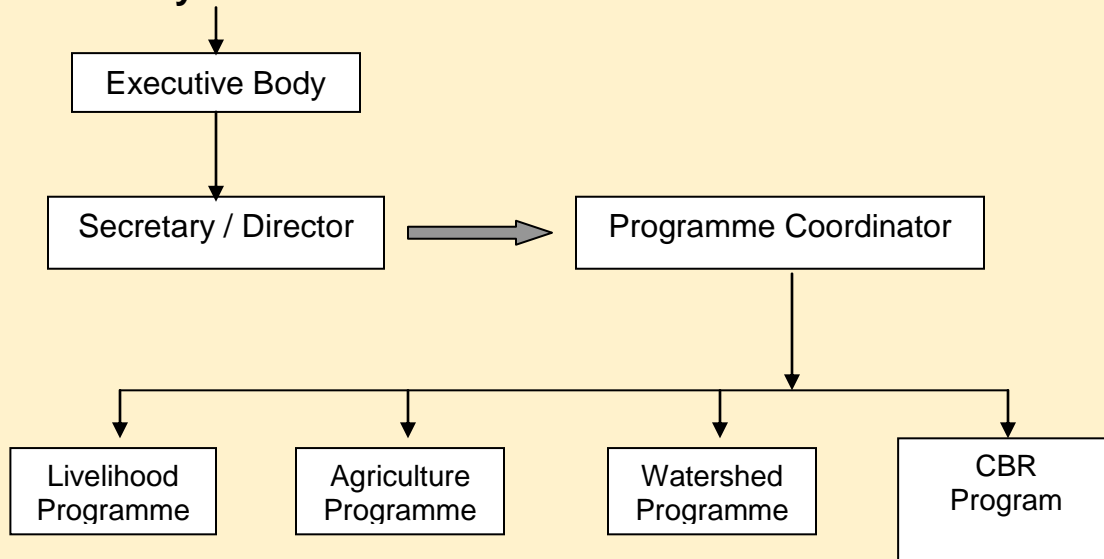 Executive Body
Secretary / Director
Programme Coordinator
Livelihood
Programme
Agriculture
Programme
Watershed
Programme
CBR
Program